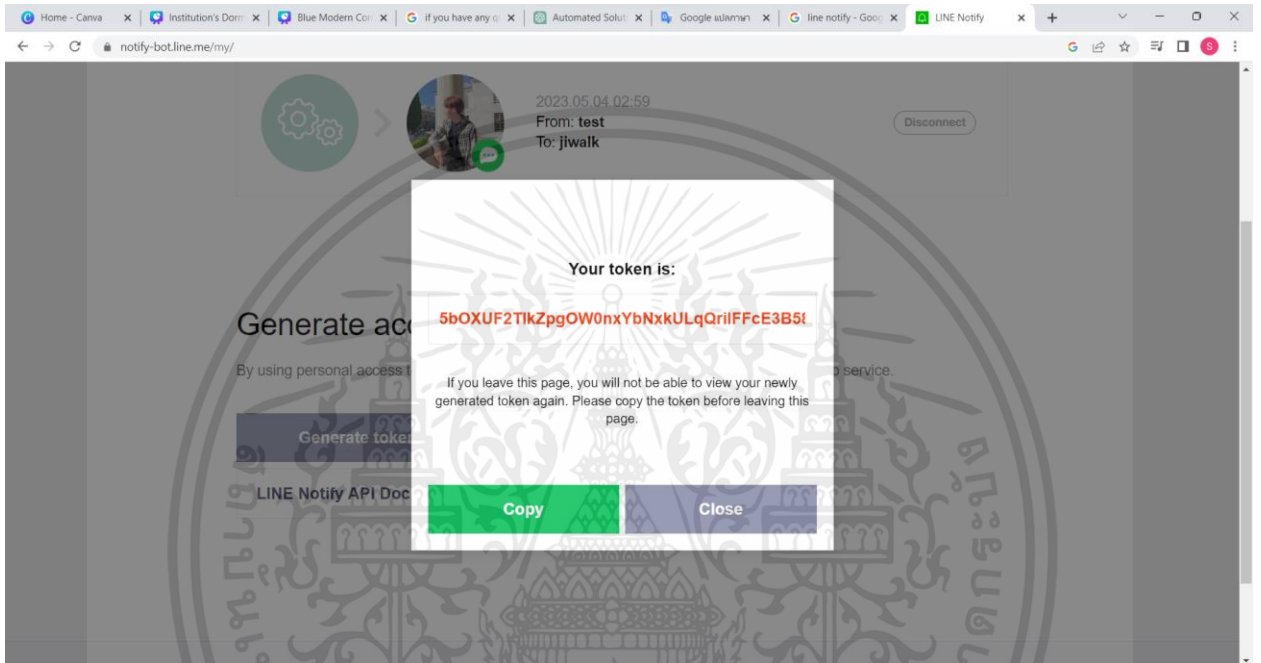 Home - Canva
Institution's Dorm
Blue Modern Con
if you have any q
Automated Solut
Google แปลภาษา
line notify - Goog
LINE Notify
notify-bot.line.me/my/
2023.05.04 02:59
From: test
To: jiwalk
Disconnect
Your token is:
5bOXUF2TlkZpgOW0nxYbNxkULqQrilFFcE3B58
Generate acc
By using personal access t
service.
If you leave this page, you will not be able to view your newly
generated token again. Please copy the token before leaving this
page.
Generate token
LINE Notify API Doc
Copy
Close